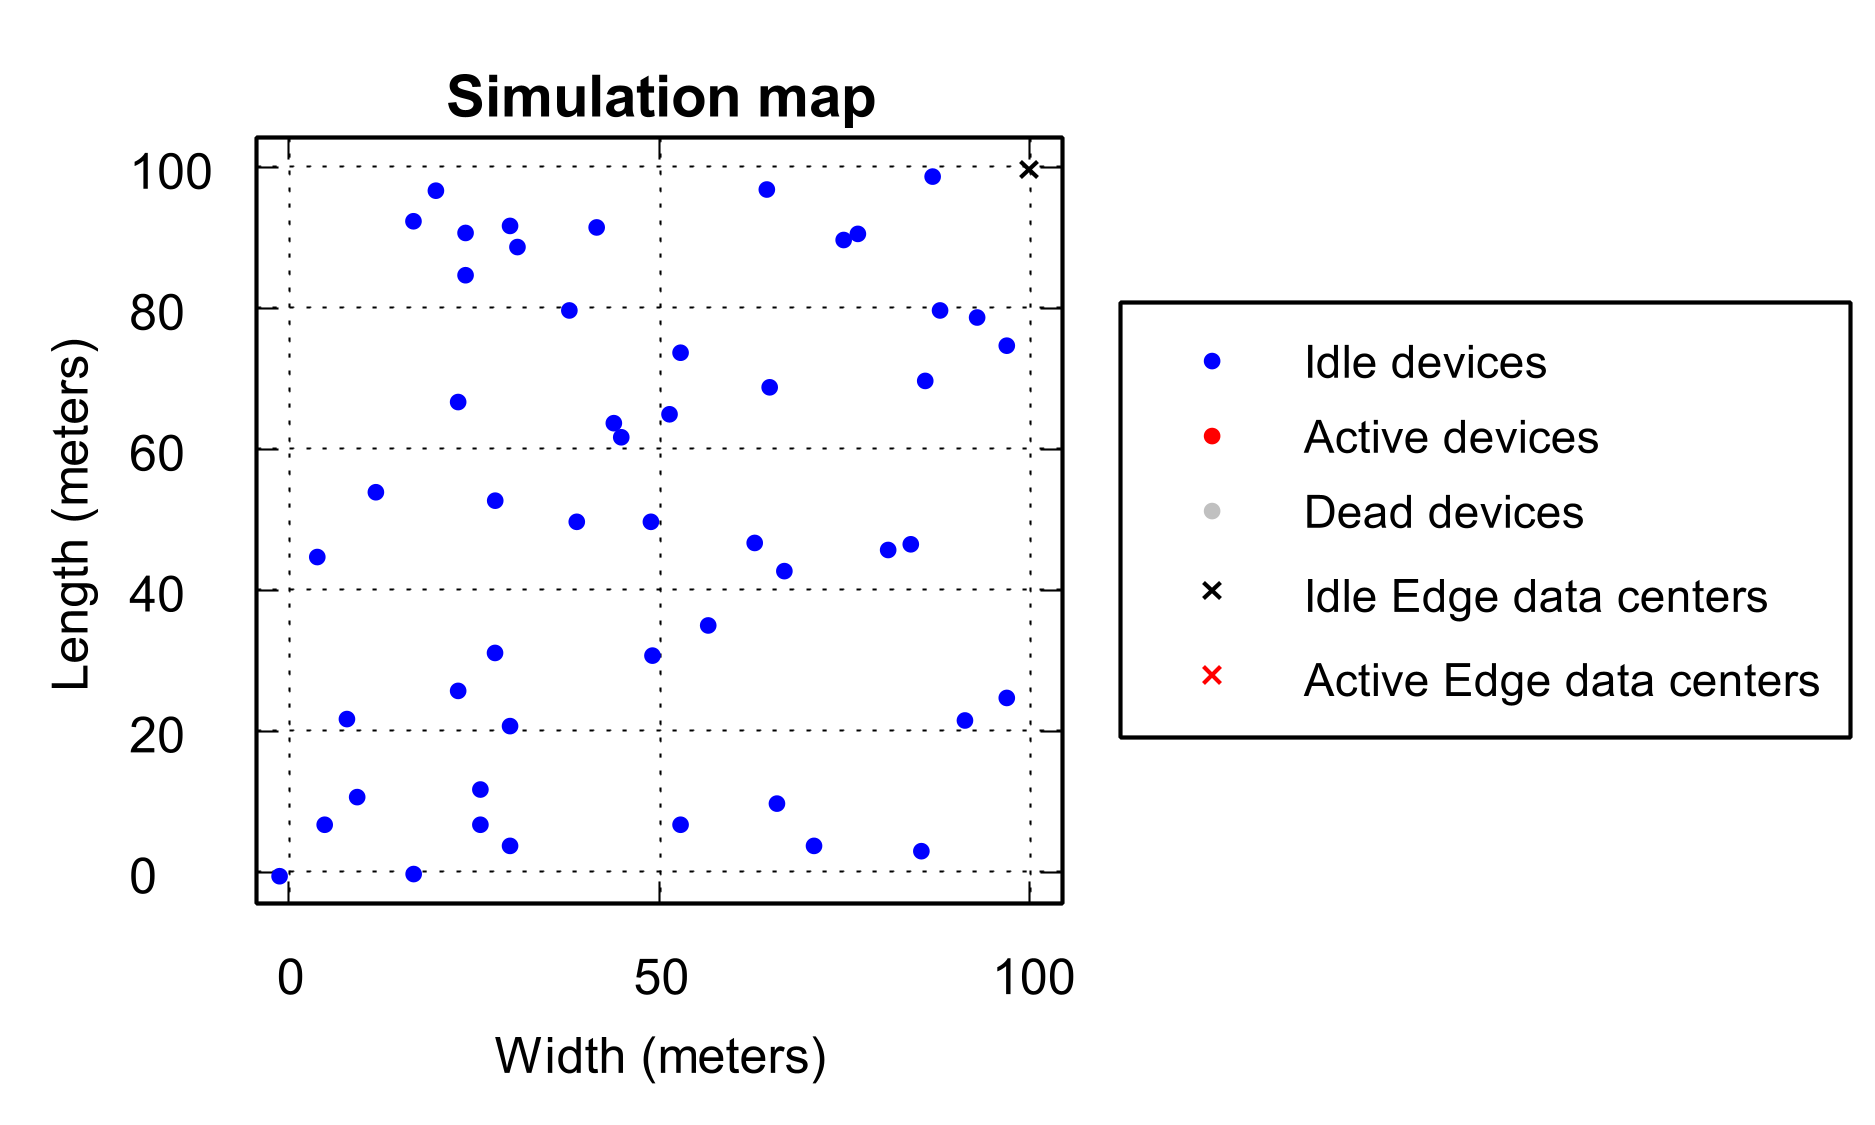 Simulation map
Length (meters)
100
80
60
40
20
0
0 50 100
Width (meters)
Idle devices
Active devices
Dead devices
Idle Edge data centers
Active Edge data centers